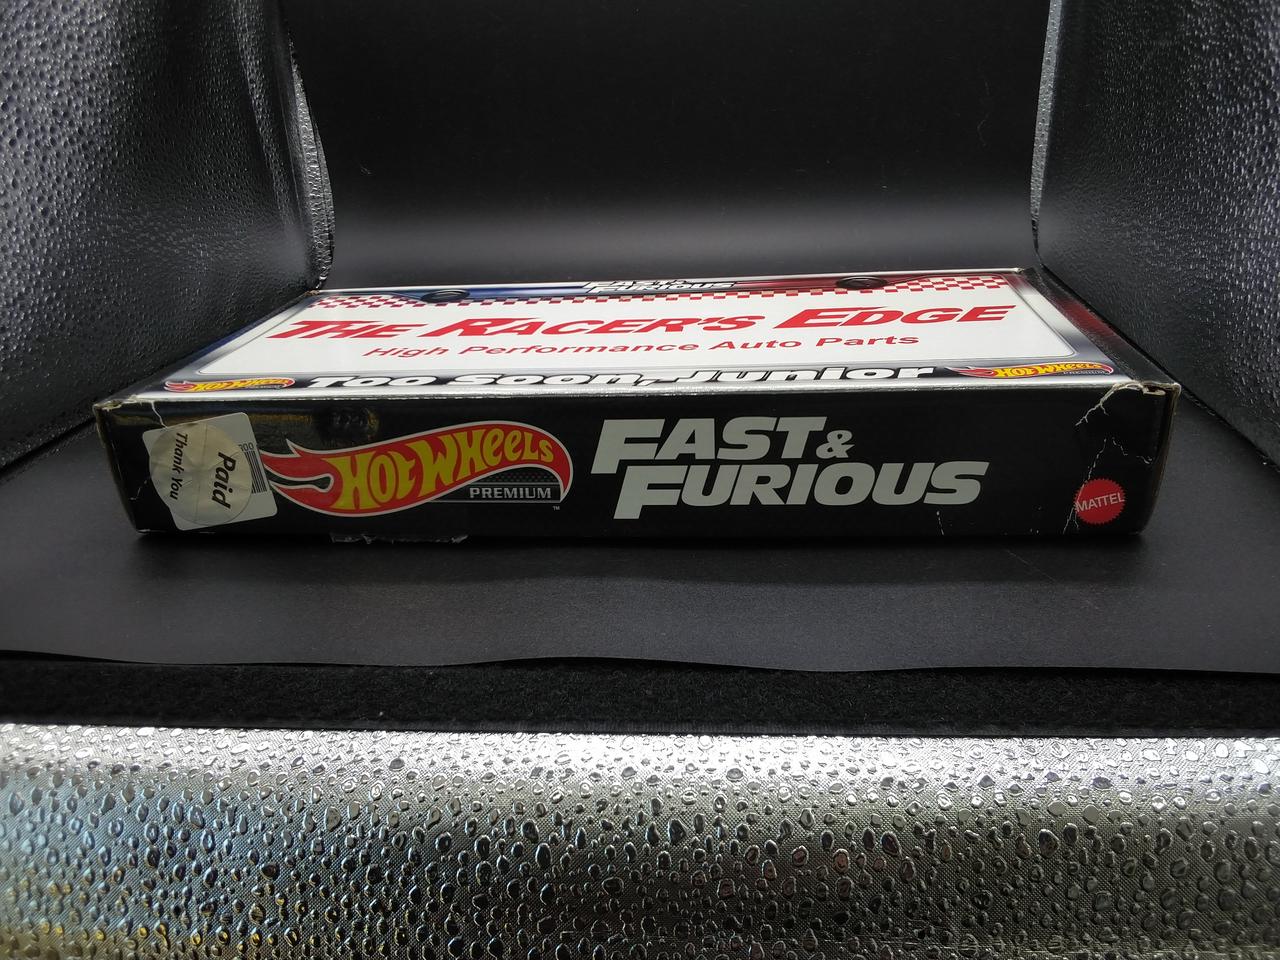 FAST &
FURIOUS
THE RACER'S EDGE
High Performance Auto Parts
HOT WHEELS
Too Soon, Junior
HOT WHEELS
PREMIUM
Paid
Thank You
HOT WHEELS
PREMIUM
™
FAST &
FURIOUS
MATTEL